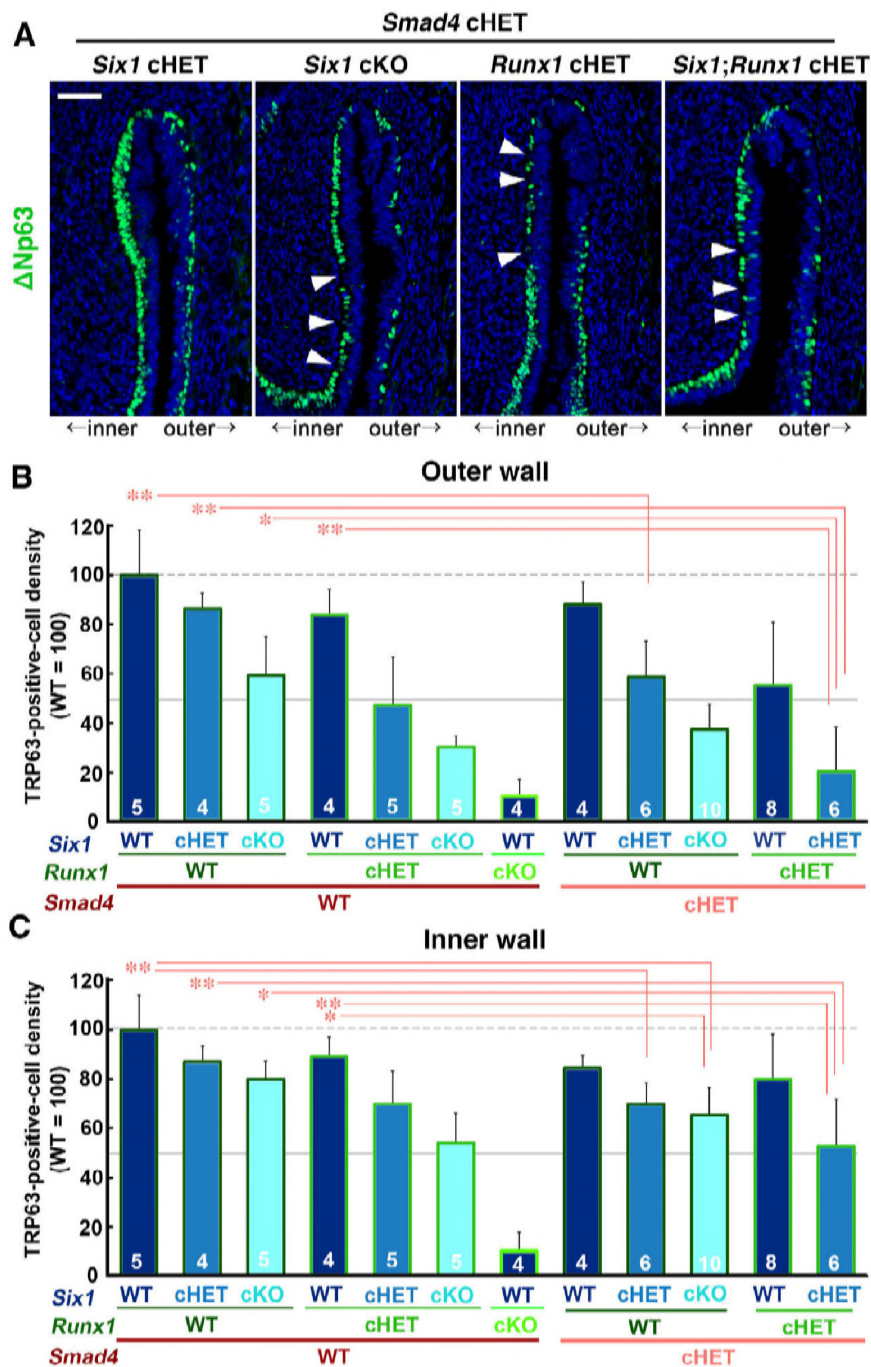 A
Smad4 cHET
Six1 cHET Six1 cKO Runx1 cHET Six1;Runx1 cHET
ΔNp63
←inner outer→ ←inner outer→ ←inner outer→ ←inner outer→
B
Outer wall
** ** * **
TRP63-positive-cell density
(WT = 100)
120
100
80
60
40
20
0
5 4 5 4 5 5 4 4 6 10 8 6
Six1 WT cHET cKO WT cHET cKO WT WT cHET cKO WT cHET
Runx1 WT cHET cKO WT cHET
Smad4 WT cHET
C
Inner wall
** ** * ** *
TRP63-positive-cell density
(WT = 100)
120
100
80
60
40
20
0
5 4 5 4 5 5 4 4 6 10 8 6
Six1 WT cHET cKO WT cHET cKO WT WT cHET cKO WT cHET
Runx1 WT cHET cKO WT cHET
Smad4 WT cHET